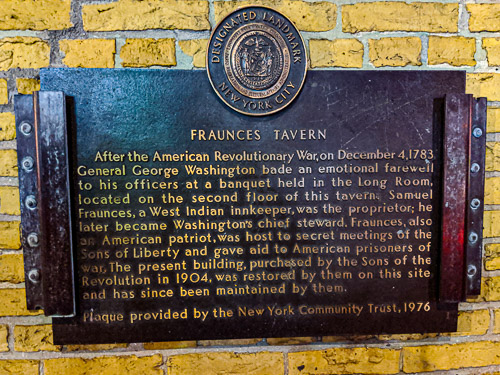 DESIGNATED LANDMARK
NEW YORK CITY
FRAUNCES TAVERN
After the American Revolutionary War, on December 4, 1783
General George Washington bade an emotional farewell
to his officers at a banquet held in the Long Room,
located on the second floor of this tavern. Samuel
Fraunces, a West Indian innkeeper, was the proprietor; he
later became Washington's chief steward. Fraunces, also
an American patriot, was host to secret meetings of the
Sons of Liberty and gave aid to American prisoners of
war. The present building, purchased by the Sons of the
Revolution in 1904, was restored by them on this site
and has since been maintained by them.
Plaque provided by the New York Community Trust, 1976